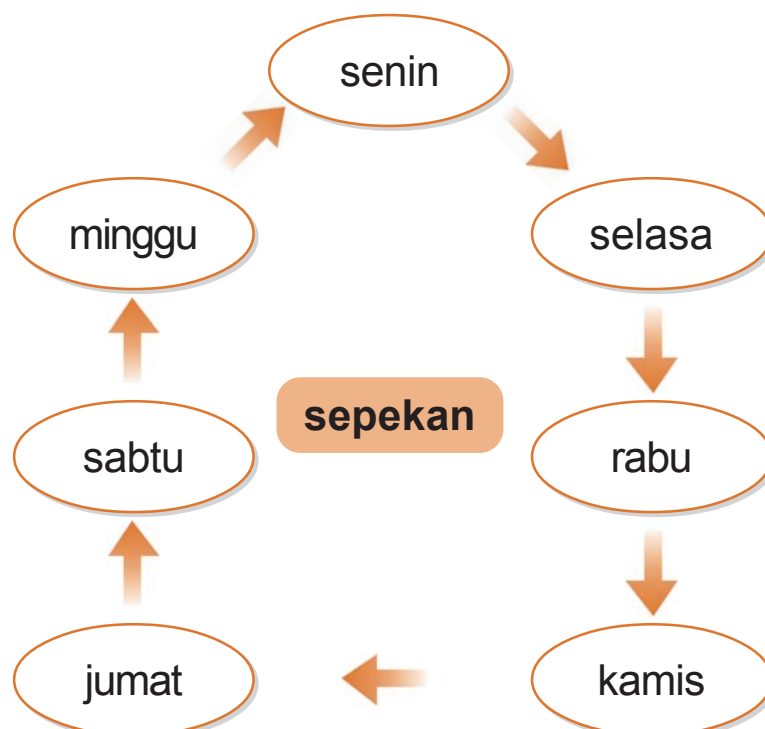 senin
selasa
rabu
kamis
jumat
sabtu
minggu
sepekan